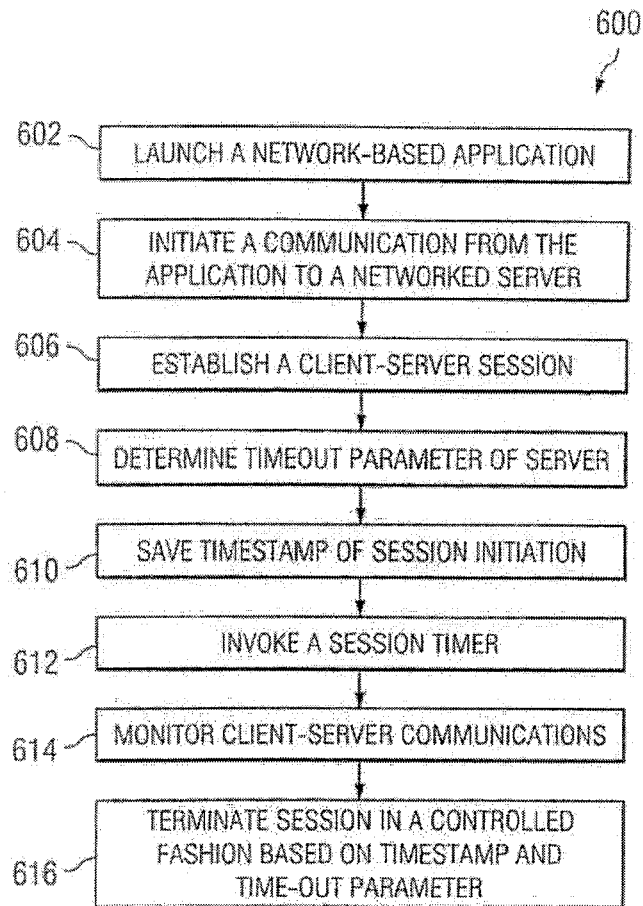 600
602
LAUNCH A NETWORK-BASED APPLICATION
604
INITIATE A COMMUNICATION FROM THE
APPLICATION TO A NETWORKED SERVER
606
ESTABLISH A CLIENT-SERVER SESSION
608
DETERMINE TIMEOUT PARAMETER OF SERVER
610
SAVE TIMESTAMP OF SESSION INITIATION
612
INVOKE A SESSION TIMER
614
MONITOR CLIENT-SERVER COMMUNICATIONS
616
TERMINATE SESSION IN A CONTROLLED
FASHION BASED ON TIMESTAMP AND
TIME-OUT PARAMETER